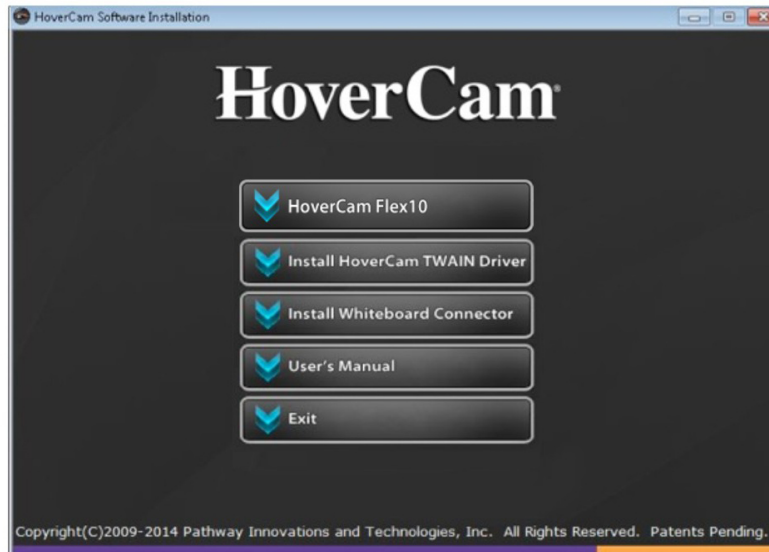 HoverCam Software Installation
HoverCam®
HoverCam Flex10
Install HoverCam TWAIN Driver
Install Whiteboard Connector
User's Manual
Exit
Copyright(C)2009-2014 Pathway Innovations and Technologies, Inc. All Rights Reserved. Patents Pending.